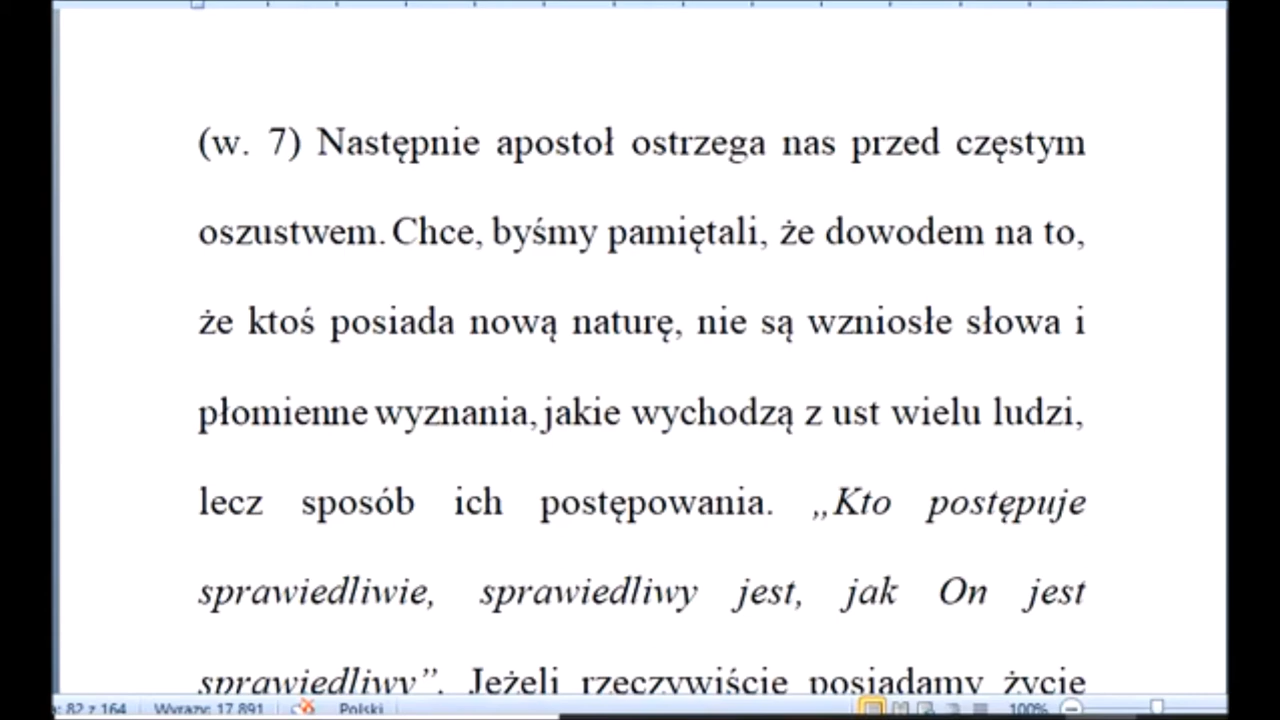 (w. 7) Następnie apostoł ostrzega nas przed częstym
oszustwem. Chce, byśmy pamiętali, że dowodem na to,
że ktoś posiada nową naturę, nie są wzniosłe słowa i
płomienne wyznania, jakie wychodzą z ust wielu ludzi,
lecz sposób ich postępowania. „Kto postępuje
sprawiedliwie, sprawiedliwy jest, jak On jest
sprawiedliwy”. Jeżeli rzeczywiście posiadamy życie
: 82 z 164 Wyrazy: 17 891 Polski 100%